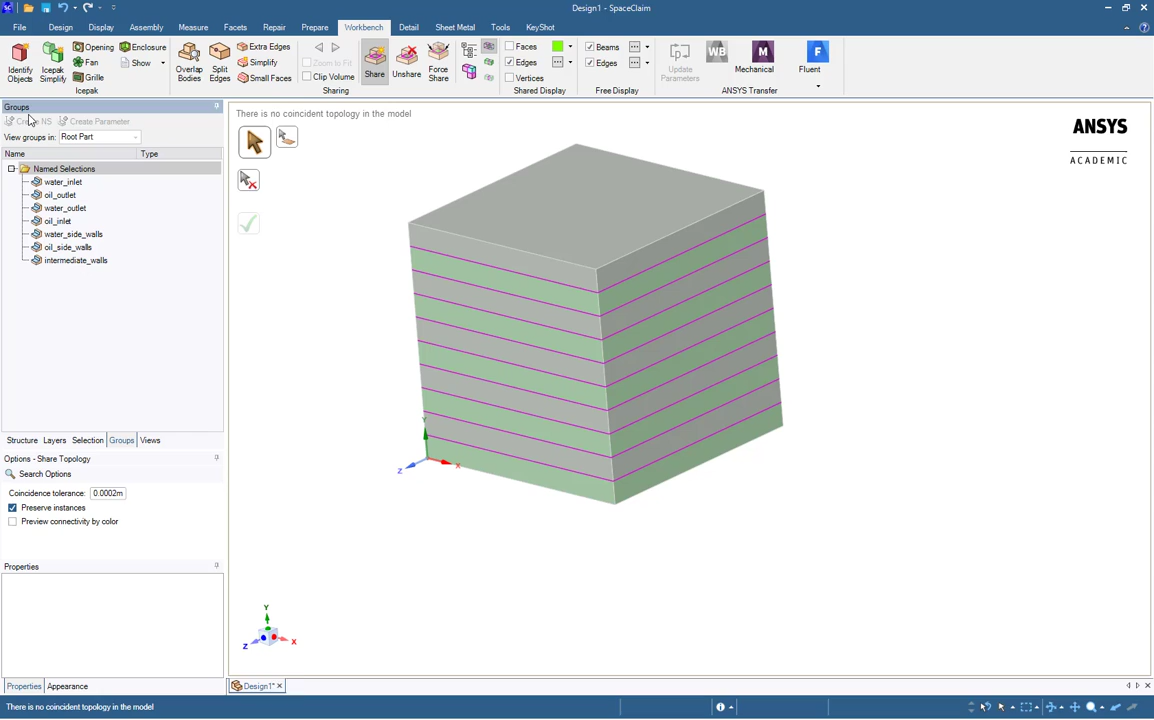 Design1 - SpaceClaim
File Design Display Assembly Measure Facets Repair Prepare Workbench Detail Sheet Metal Tools KeyShot
Identify Objects
Icepak Simplify
Opening
Fan
Grille
Enclosure
Show
Icepak
Overlap Bodies
Split Edges
Extra Edges
Simplify
Small Faces
Zoom to Fit
Clip Volume
Share
Unshare
Force Share
Sharing
Faces
Edges
Vertices
Shared Display
Beams
Edges
Free Display
Update Parameters
WB
M
Mechanical
F
Fluent
ANSYS Transfer
Groups
Create NS Create Parameter
View groups in: Root Part
Name Type
Named Selections
water_inlet
oil_outlet
water_outlet
oil_inlet
water_side_walls
oil_side_walls
intermediate_walls
Structure Layers Selection Groups Views
Options - Share Topology
Search Options
Coincidence tolerance: 0.0002m
Preserve instances
Preview connectivity by color
Properties
Properties Appearance
There is no coincident topology in the model
ANSYS
ACADEMIC
Y
Z
X
Y
Z
X
Design1*
There is no coincident topology in the model